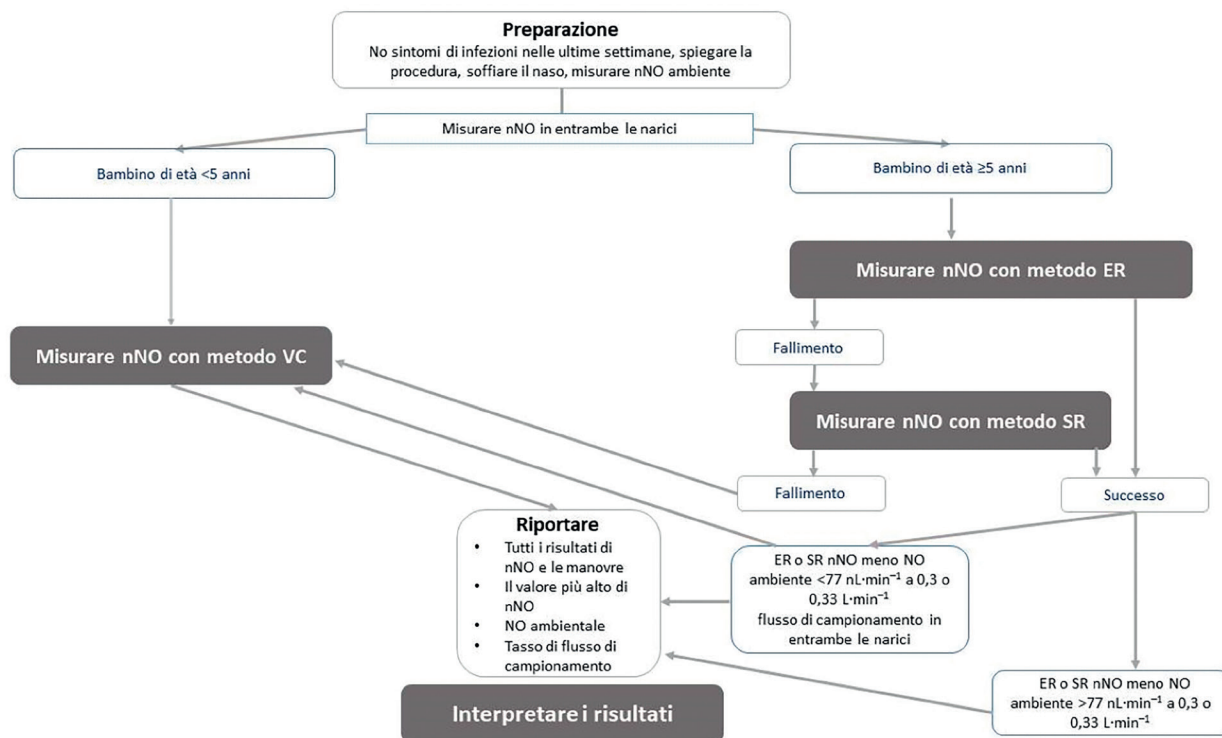 Preparazione
No sintomi di infezioni nelle ultime settimane, spiegare la
procedura, soffiare il naso, misurare nNO ambiente
Misurare nNO in entrambe le narici
Bambino di età <5 anni
Bambino di età ≥5 anni
Misurare nNO con metodo ER
Fallimento
Misurare nNO con metodo VC
Misurare nNO con metodo SR
Fallimento
Successo
Riportare
• Tutti i risultati di
nNO e le manovre
• Il valore più alto di
nNO
• NO ambientale
• Tasso di flusso di
campionamento
ER o SR nNO meno NO
ambiente <77 nL·min⁻¹ a 0,3 o
0,33 L·min⁻¹
flusso di campionamento in
entrambe le narici
ER o SR nNO meno NO
ambiente >77 nL·min⁻¹ a 0,3 o
0,33 L·min⁻¹
Interpretare i risultati